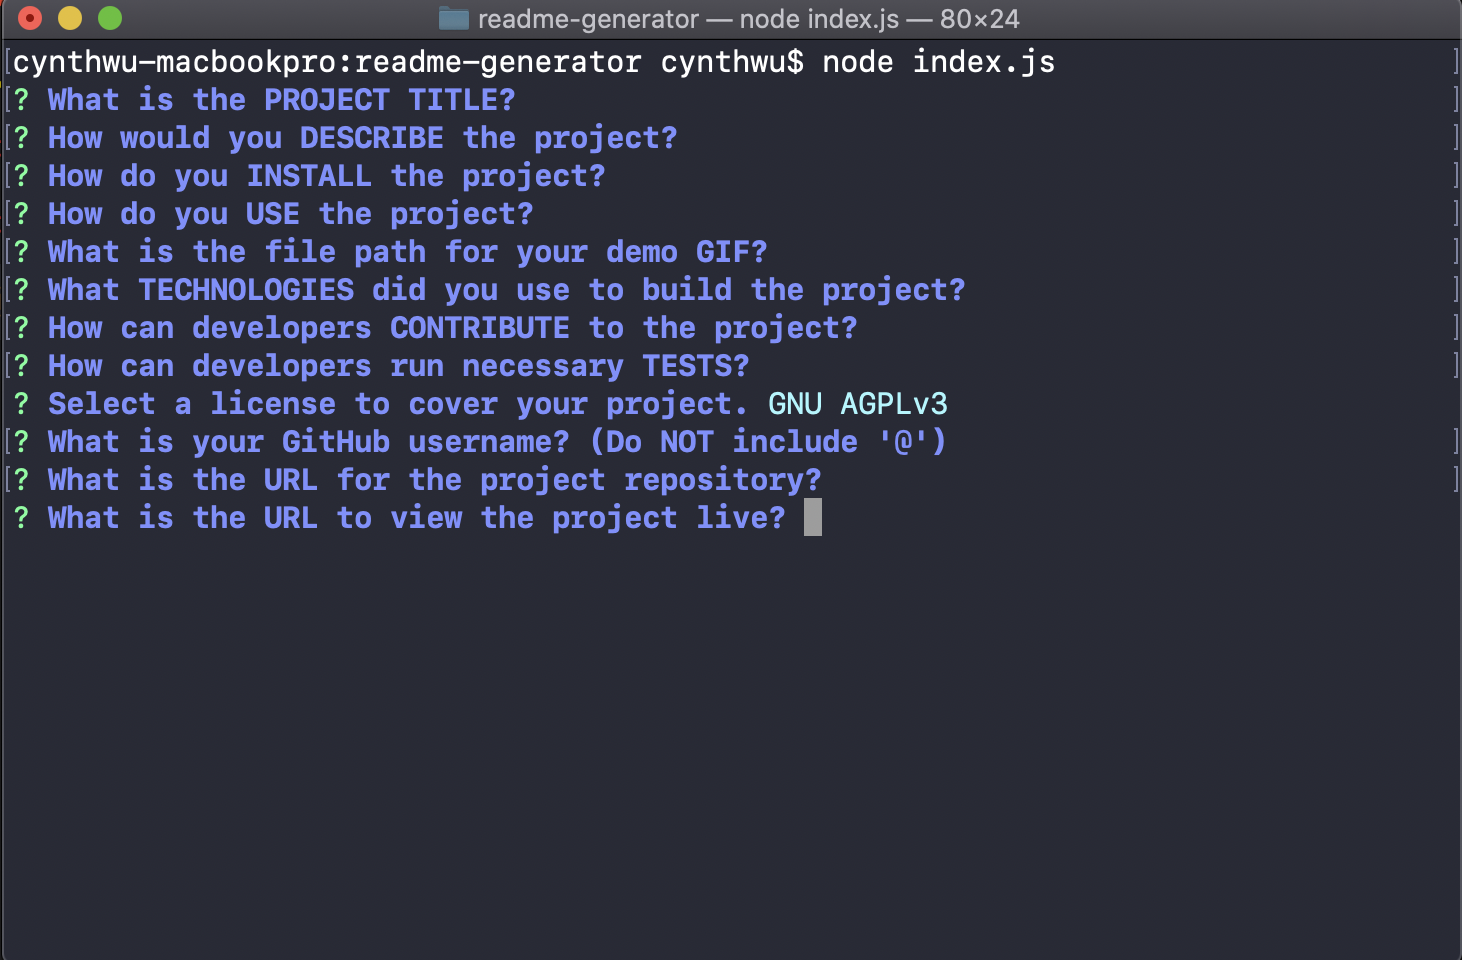 readme-generator — node index.js — 80×24
cynthwu-macbookpro:readme-generator cynthwu$ node index.js
? What is the PROJECT TITLE?
? How would you DESCRIBE the project?
? How do you INSTALL the project?
? How do you USE the project?
? What is the file path for your demo GIF?
? What TECHNOLOGIES did you use to build the project?
? How can developers CONTRIBUTE to the project?
? How can developers run necessary TESTS?
? Select a license to cover your project. GNU AGPLv3
? What is your GitHub username? (Do NOT include '@')
? What is the URL for the project repository?
? What is the URL to view the project live?